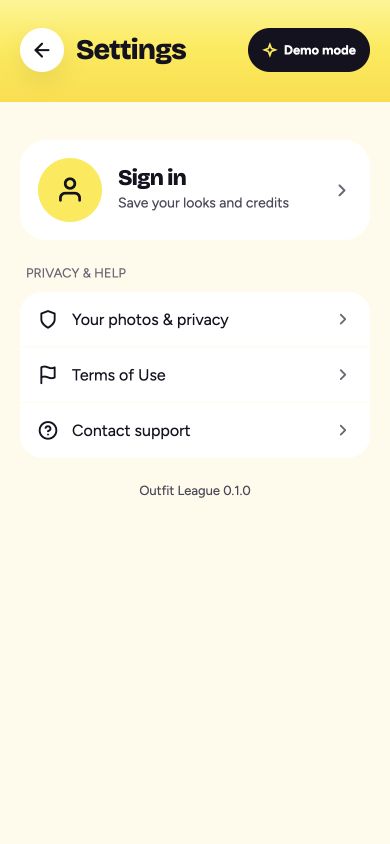 Settings
Demo mode
Sign in
Save your looks and credits
PRIVACY & HELP
Your photos & privacy
Terms of Use
Contact support
Outfit League 0.1.0